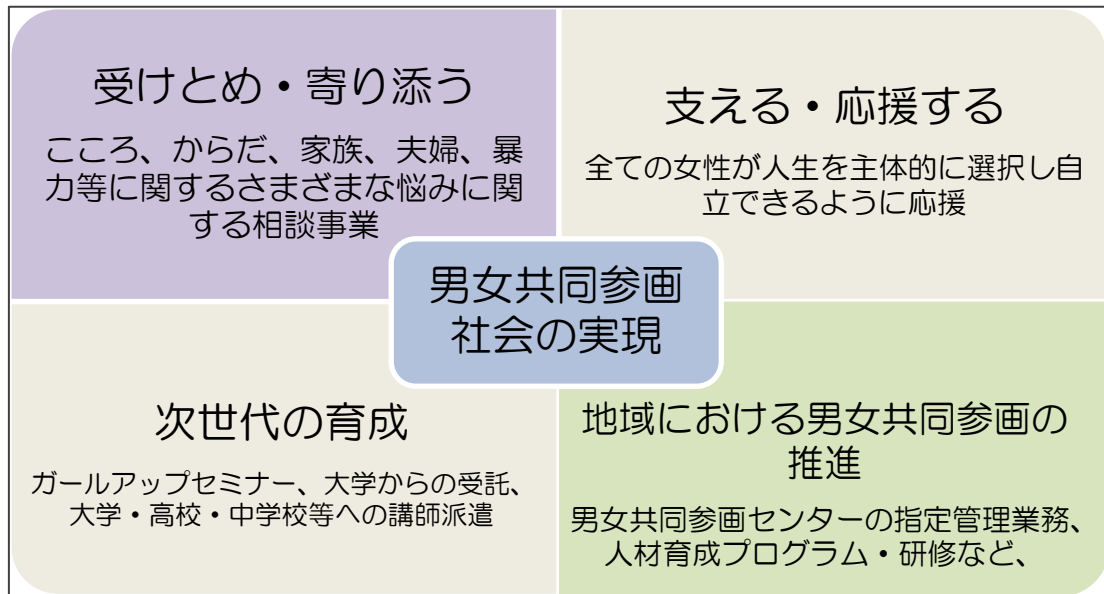 受けとめ・寄り添う
こころ、からだ、家族、夫婦、暴
力等に関するさまざまな悩みに関
する相談事業
支える・応援する
全ての女性が人生を主体的に選択し自
立できるように応援
男女共同参画
社会の実現
次世代の育成
ガールアップセミナー、大学からの受託、
大学・高校・中学校等への講師派遣
地域における男女共同参画の
推進
男女共同参画センターの指定管理業務、
人材育成プログラム・研修など、